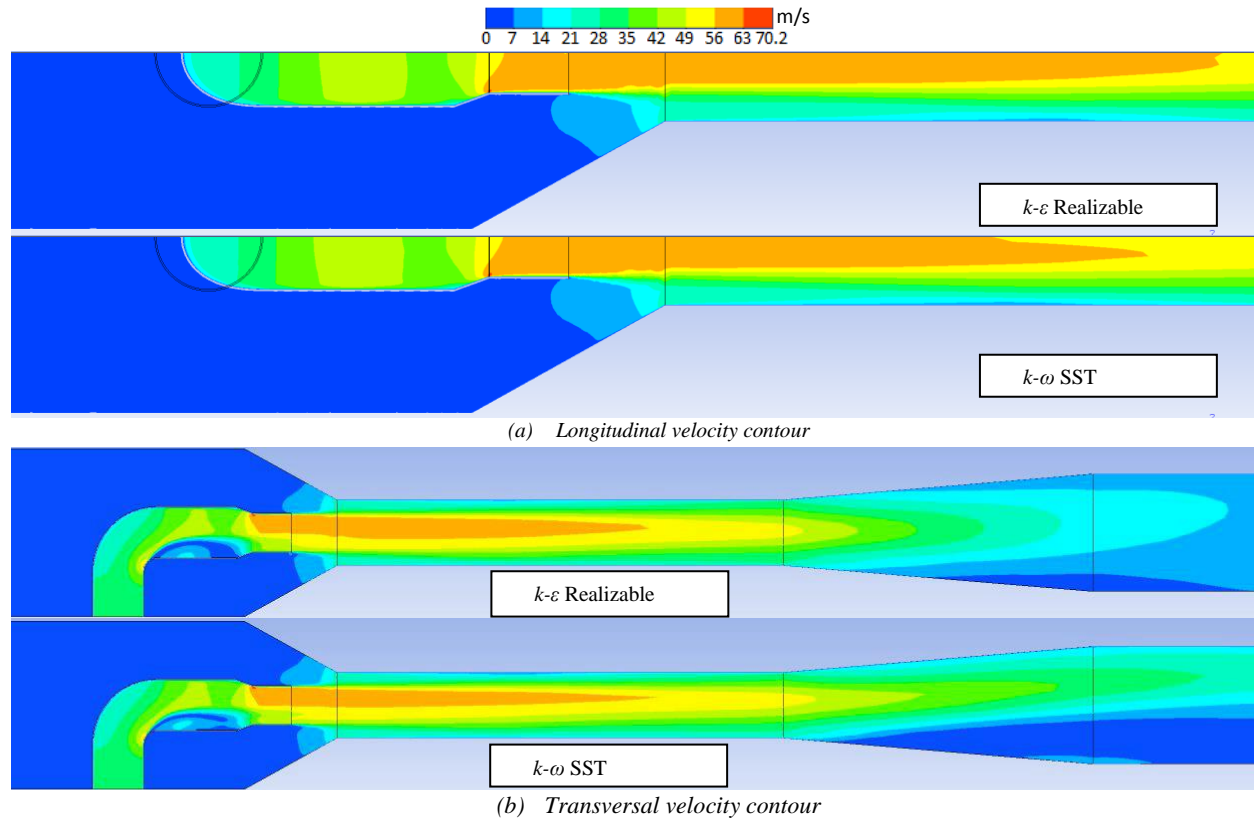 m/s
0 7 14 21 28 35 42 49 56 63 70.2
k-ε Realizable
k-ω SST
(a) Longitudinal velocity contour
k-ε Realizable
k-ω SST
(b) Transversal velocity contour